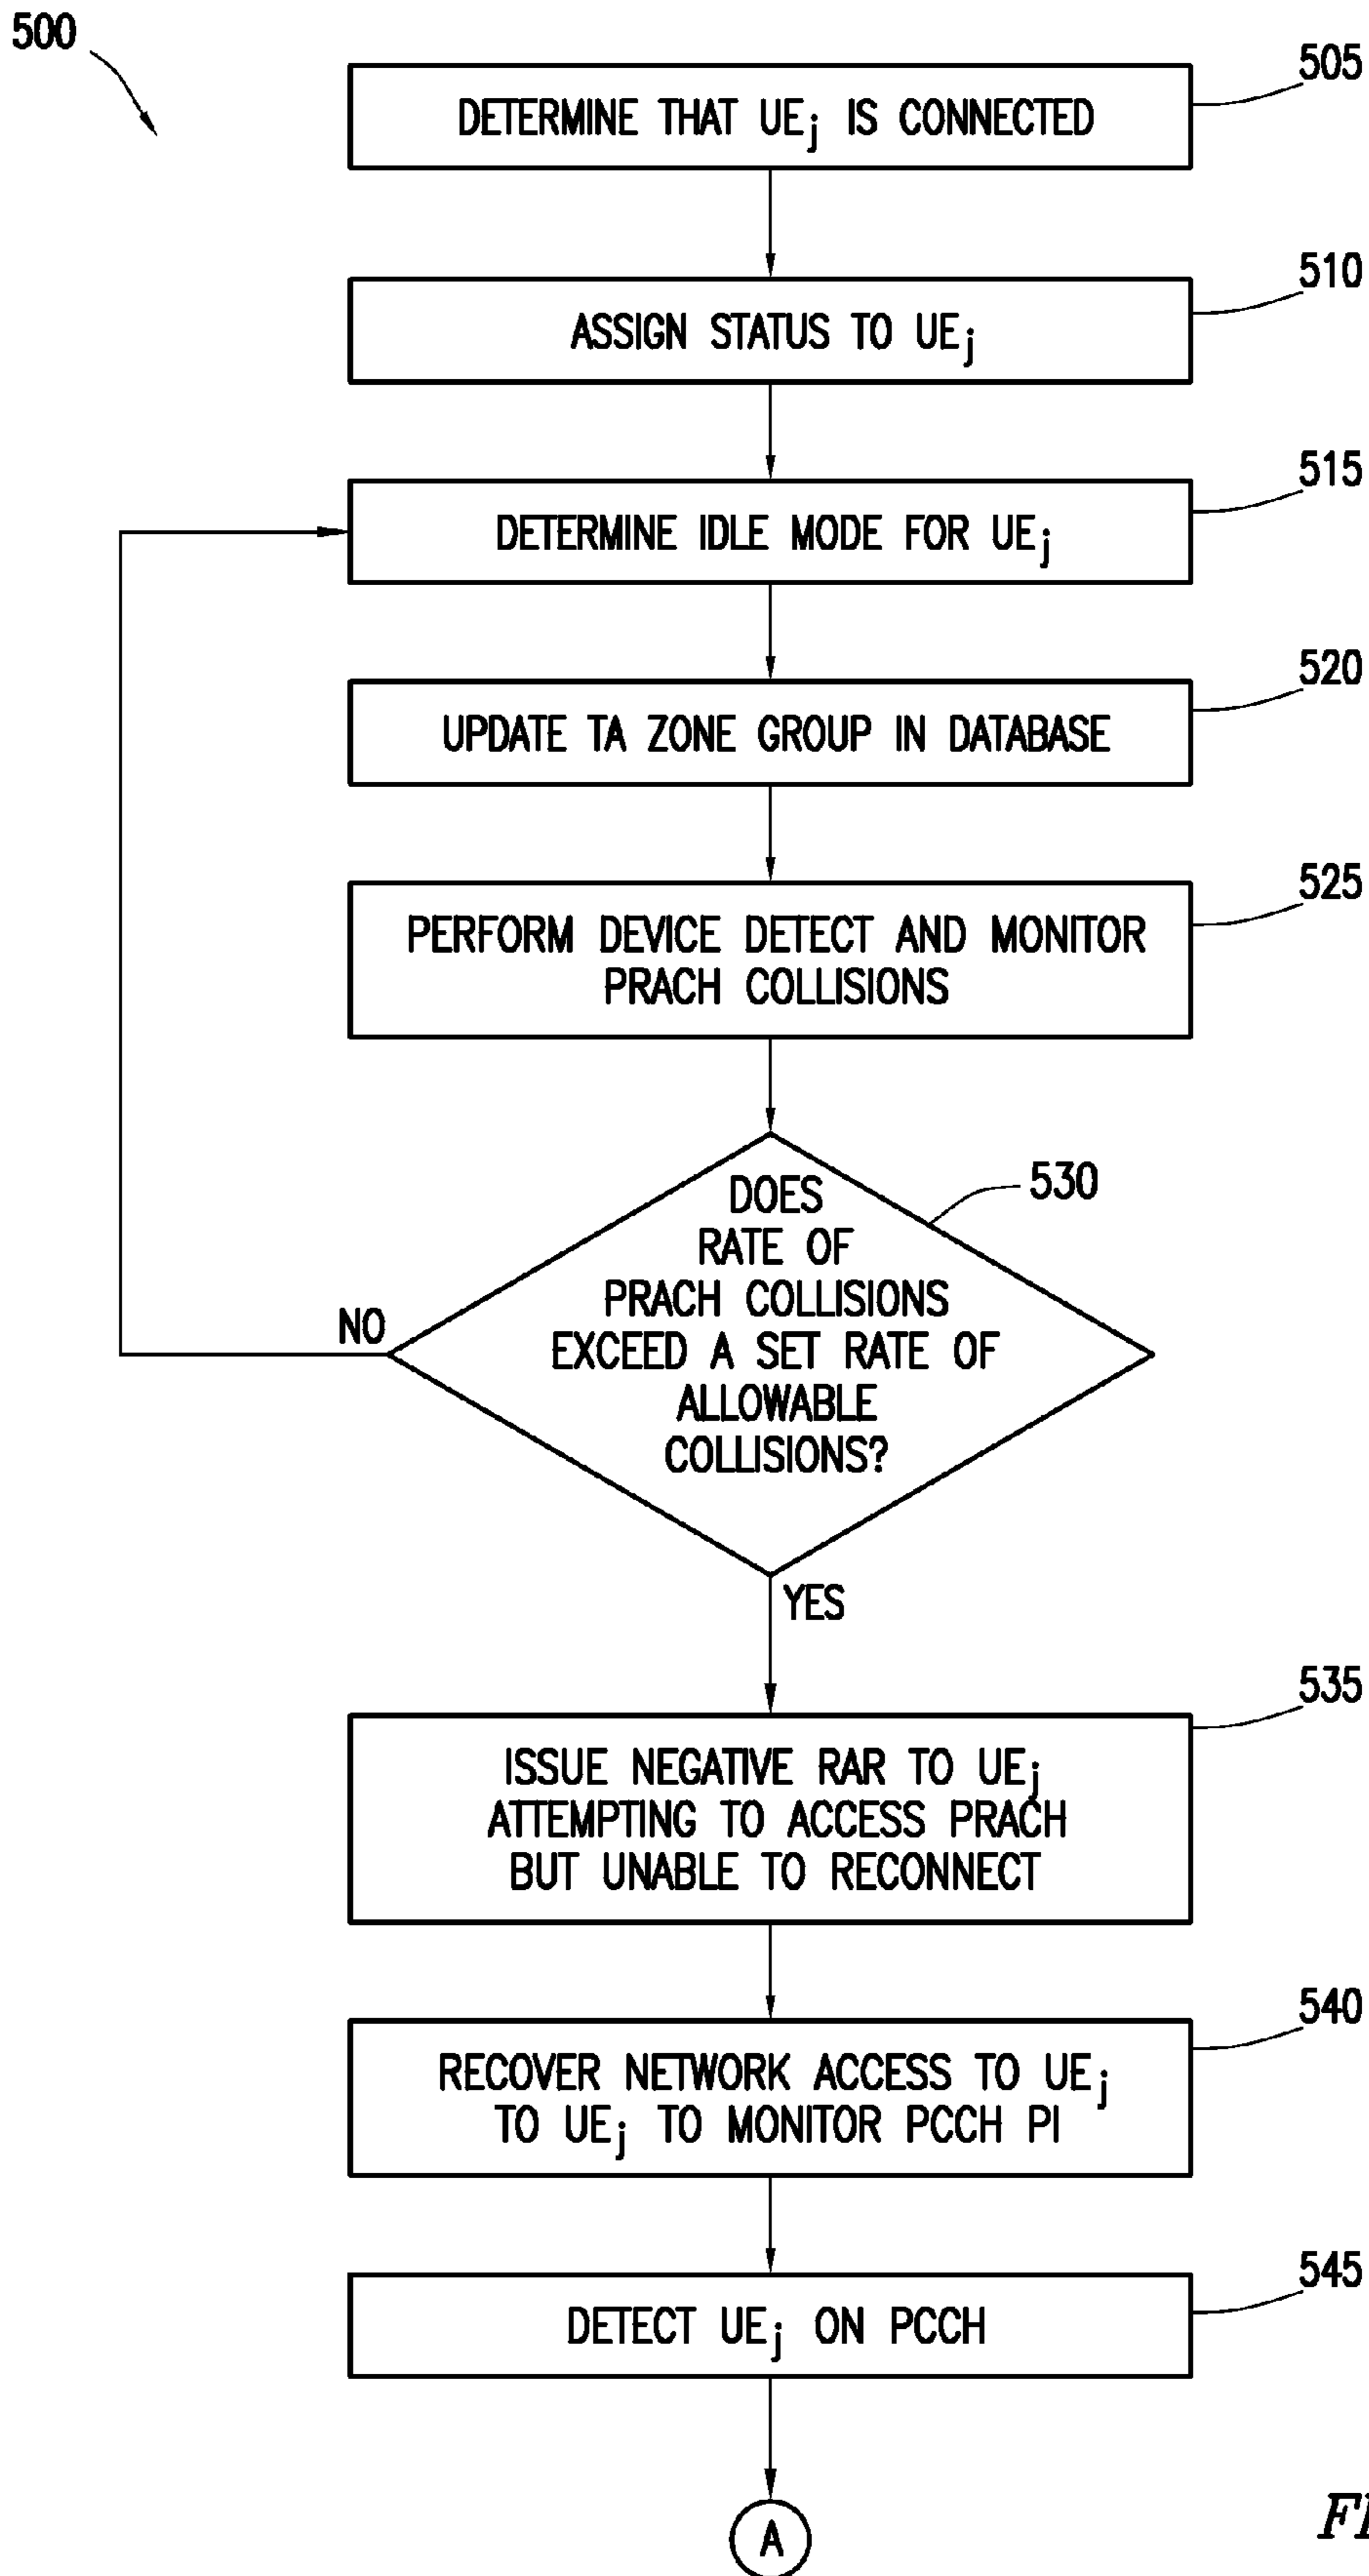 500
505
DETERMINE THAT UEj IS CONNECTED
510
ASSIGN STATUS TO UEj
515
DETERMINE IDLE MODE FOR UEj
520
UPDATE TA ZONE GROUP IN DATABASE
525
PERFORM DEVICE DETECT AND MONITOR
PRACH COLLISIONS
530
DOES
RATE OF
PRACH COLLISIONS
EXCEED A SET RATE OF
ALLOWABLE
COLLISIONS?
NO
YES
535
ISSUE NEGATIVE RAR TO UEj
ATTEMPTING TO ACCESS PRACH
BUT UNABLE TO RECONNECT
540
RECOVER NETWORK ACCESS TO UEj
TO UEj TO MONITOR PCCH PI
545
DETECT UEj ON PCCH
A